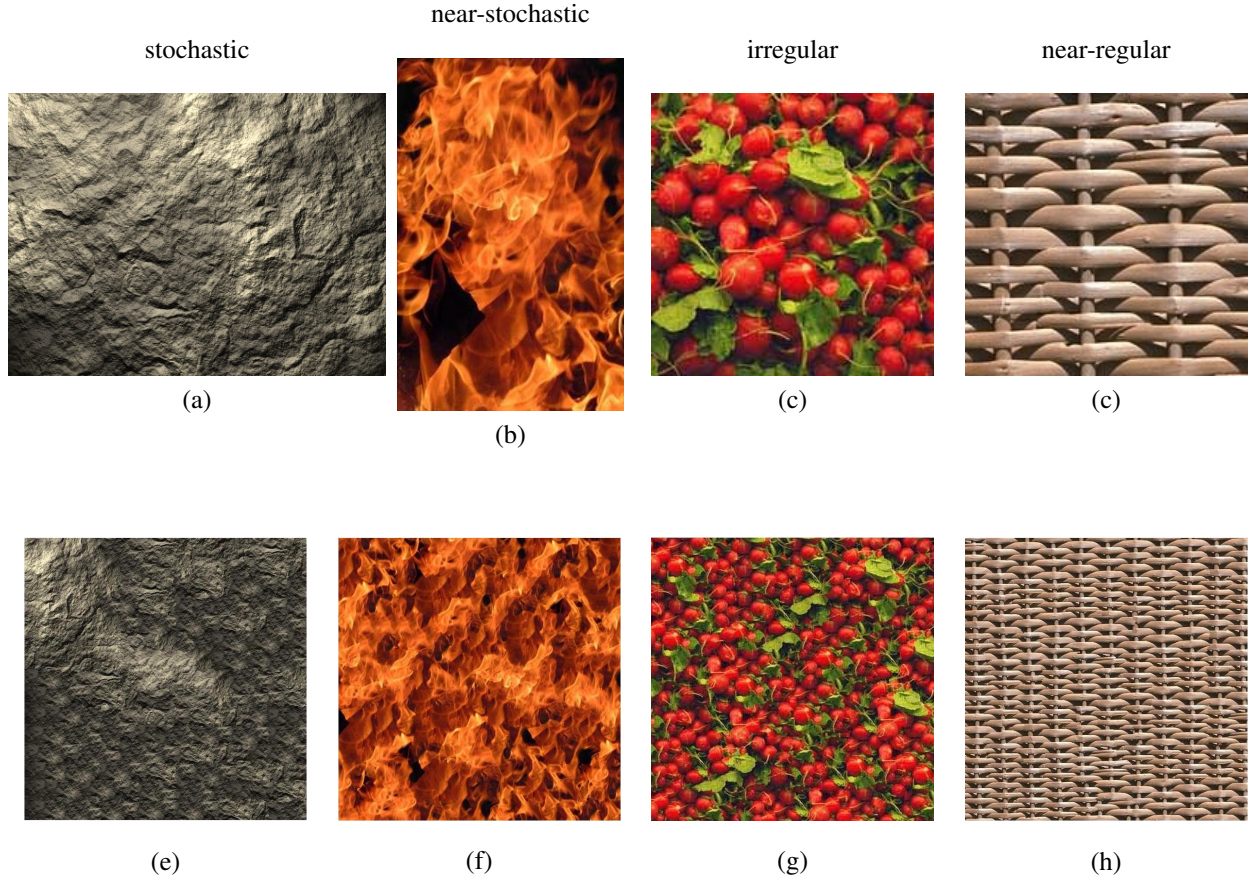 near-stochastic
stochastic
irregular
near-regular
(a)
(b)
(c)
(c)
(e)
(f)
(g)
(h)